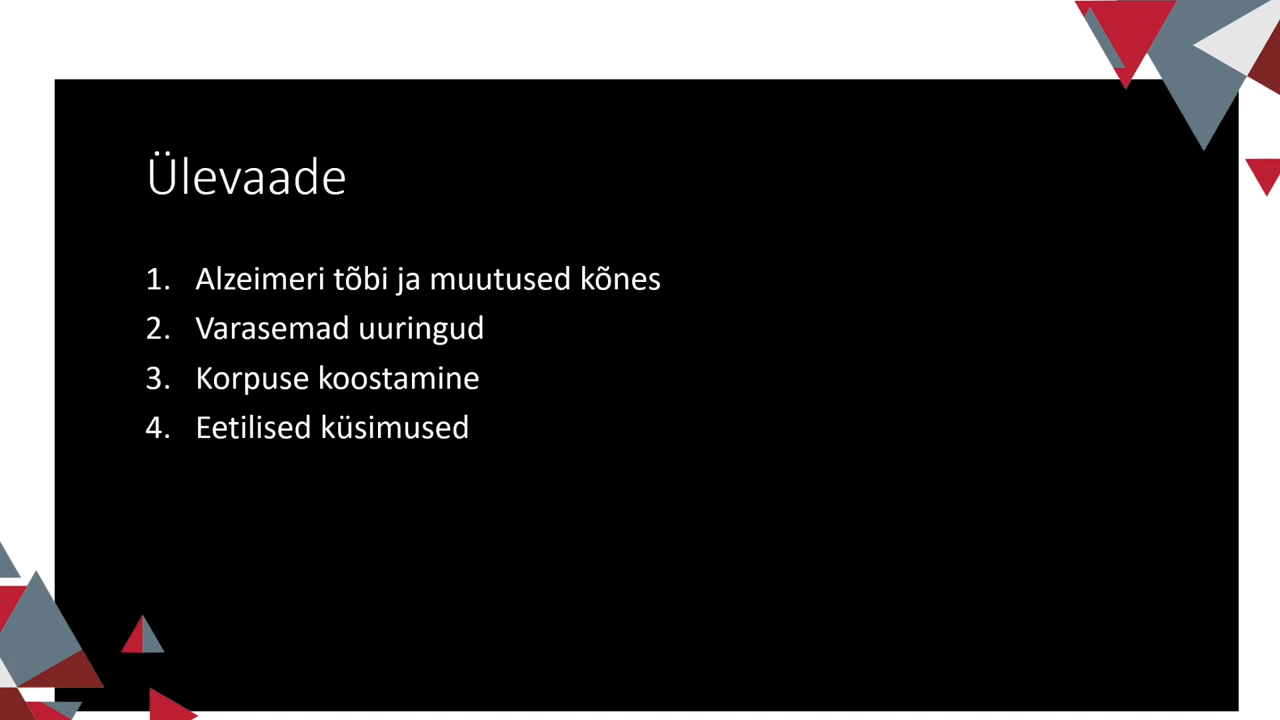 Ülevaade
1. Alzeimeri tõbi ja muutused kõnes
2. Varasemad uuringud
3. Korpuse koostamine
4. Eetilised küsimused